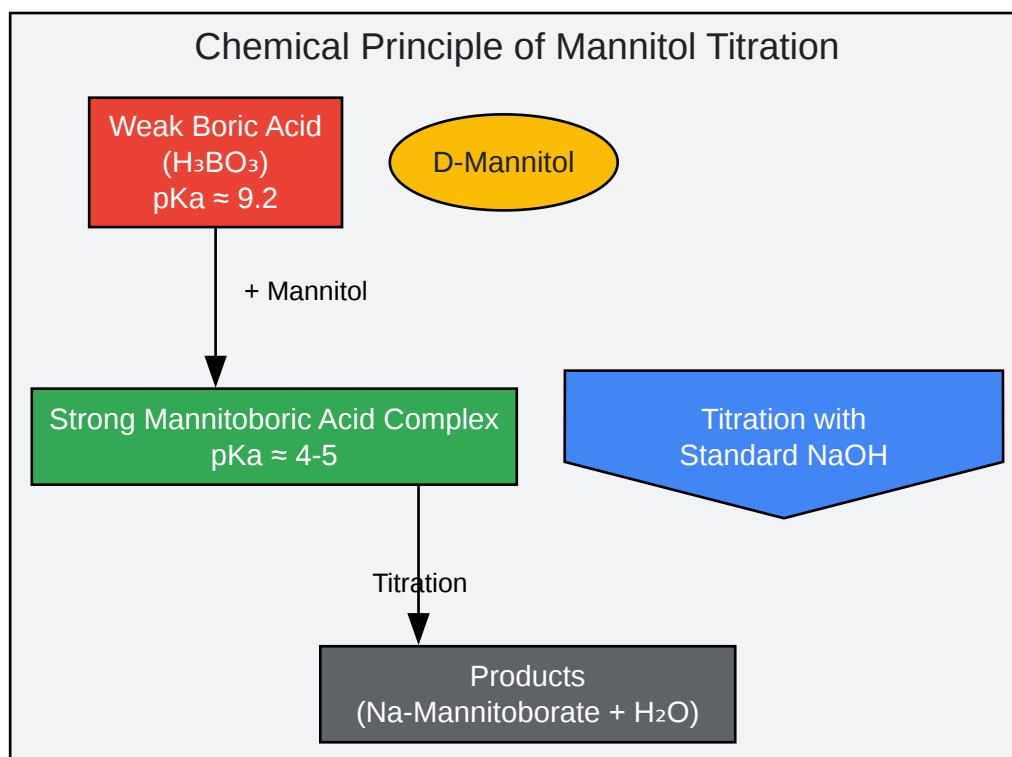 Chemical Principle of Mannitol Titration
Weak Boric Acid
(H₃BO₃)
pKa ≈ 9.2
D-Mannitol
+ Mannitol
Strong Mannitoboric Acid Complex
pKa ≈ 4-5
Titration with
Standard NaOH
Titration
Products
(Na-Mannitoborate + H₂O)